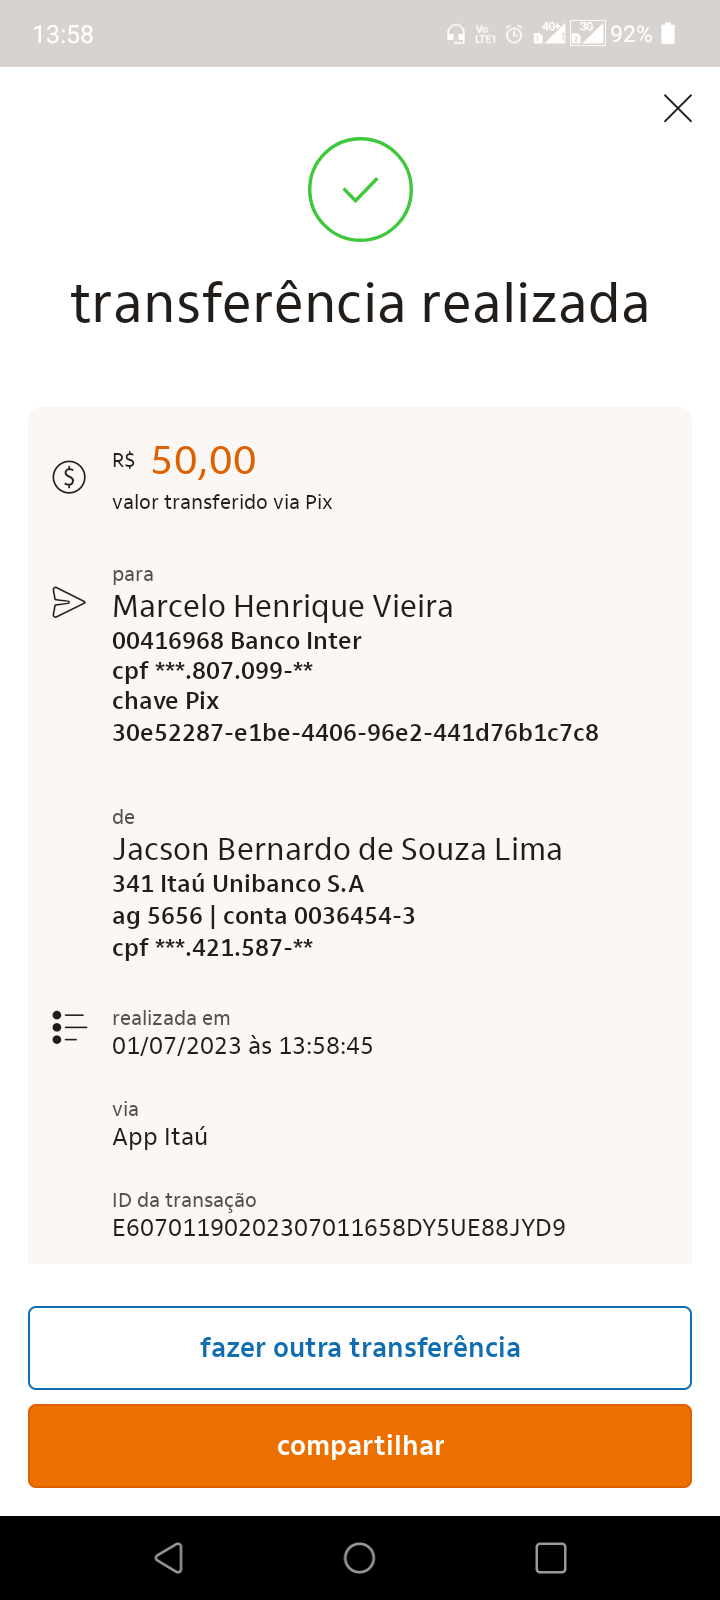 13:58
Vo
LTE1
4G+
1
3G
2
92%
transferência realizada
R$ 50,00
valor transferido via Pix
para
Marcelo Henrique Vieira
00416968 Banco Inter
cpf ***.807.099-**
chave Pix
30e52287-e1be-4406-96e2-441d76b1c7c8
de
Jacson Bernardo de Souza Lima
341 Itaú Unibanco S.A
ag 5656 | conta 0036454-3
cpf ***.421.587-**
realizada em
01/07/2023 às 13:58:45
via
App Itaú
ID da transação
E60701190202307011658DY5UE88JYD9
fazer outra transferência
compartilhar